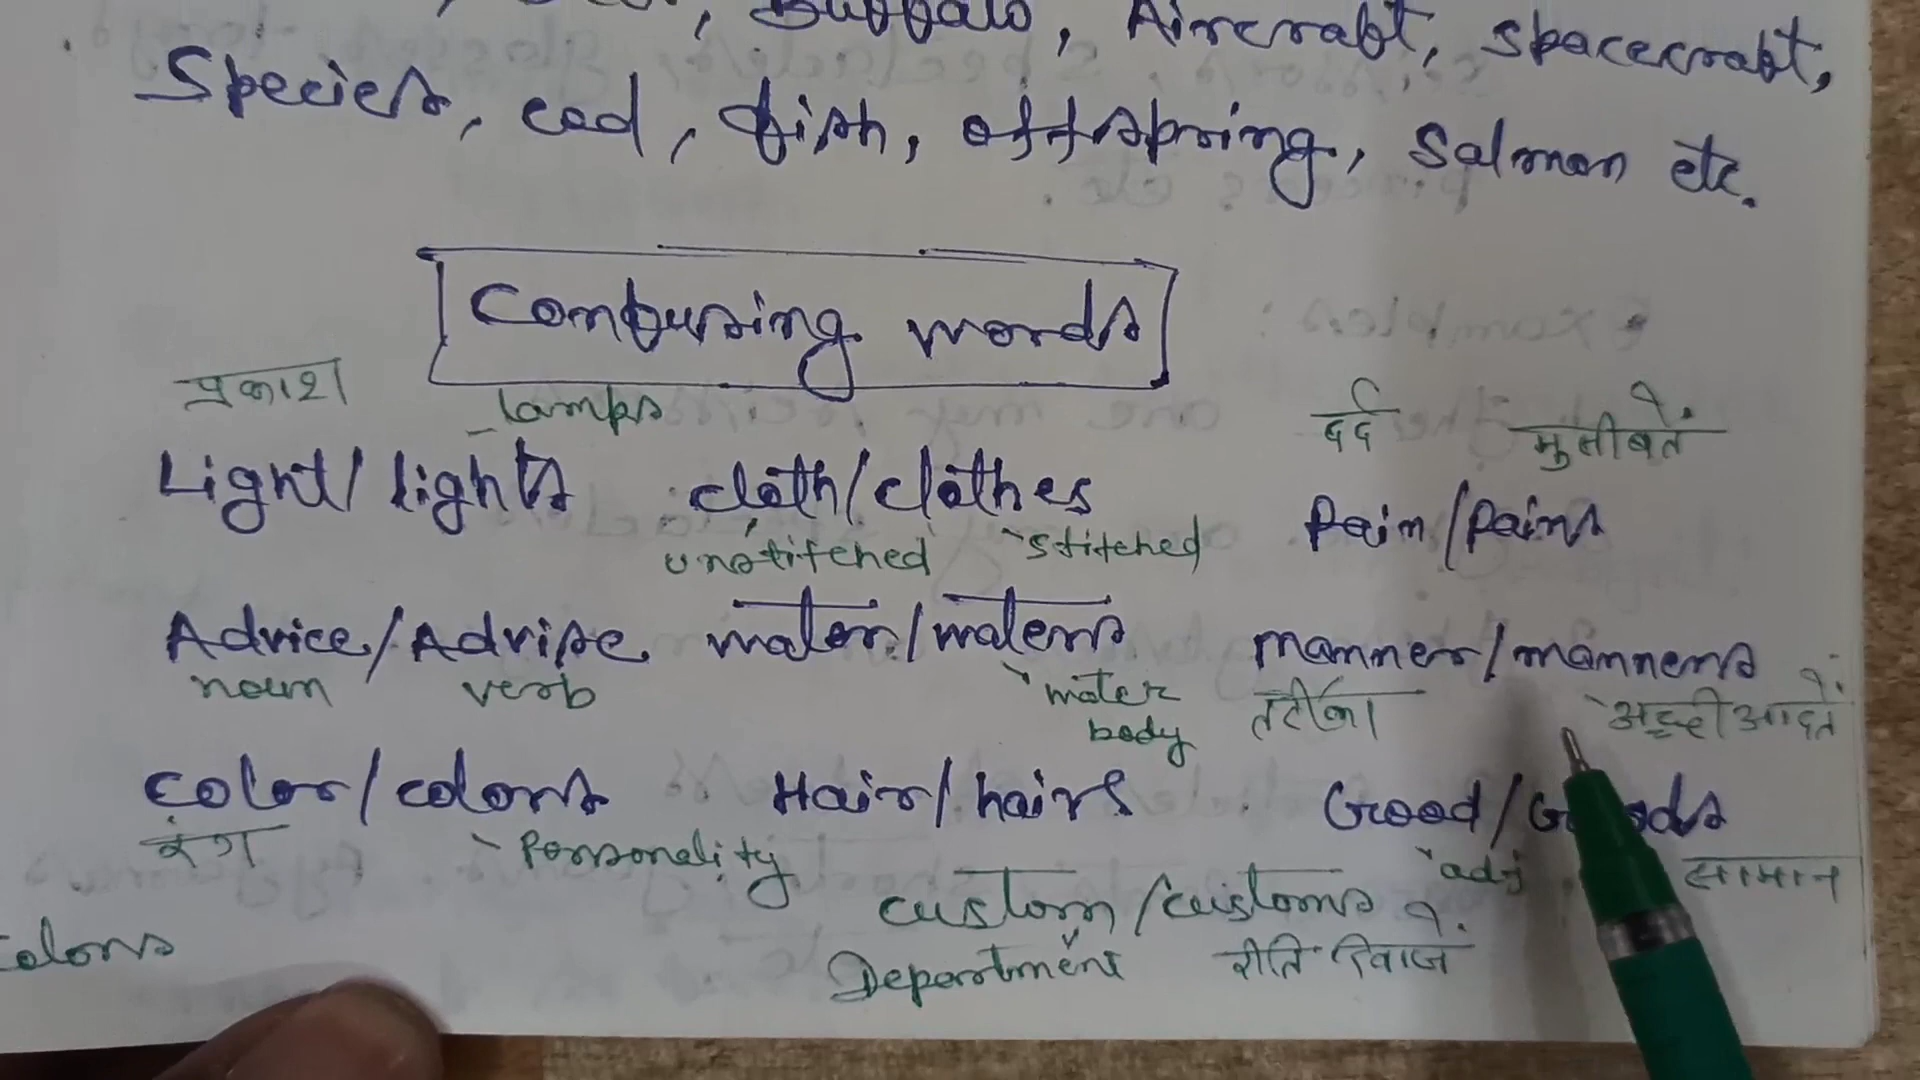 Buffalo, Aircraft, Spacecraft,
Species, cod, fish, offspring, Salmon etc.
Confusing words
प्रकाश lamps दर्द मुसीबतें
Light/lights cloth/clothes Pain/Pains
unstitched stitched
Advice/Advise water/waters manner/manners
noun verb water body तरीका अच्छी आदतें
color/colors Hair/hairs Good/Goods
रंग Personality adj सामान
custom/customs
colors Department रीति रिवाज